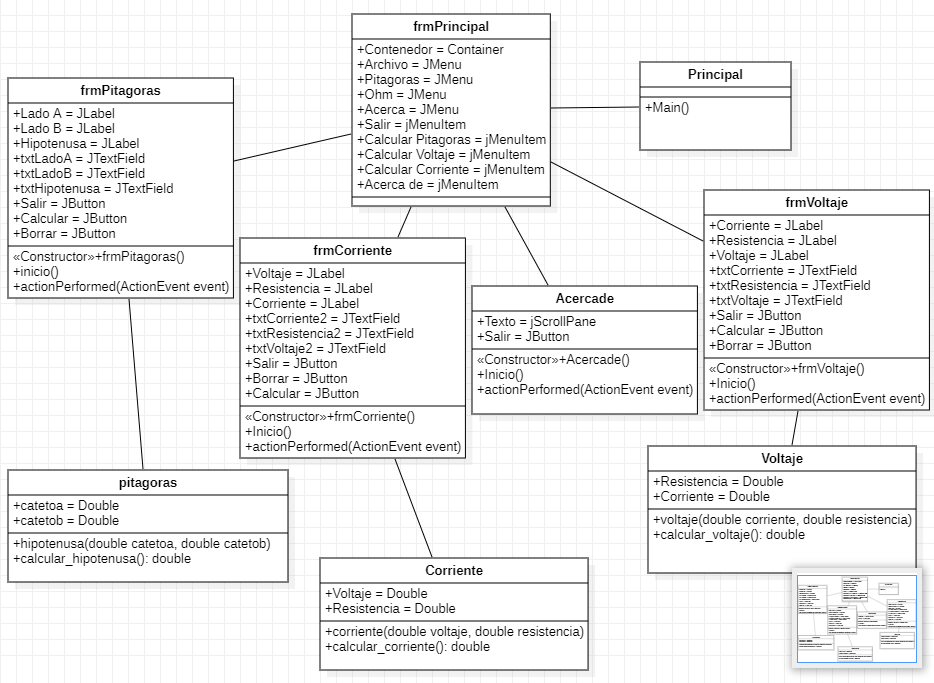 frmPrincipal
+Contenedor = Container
+Archivo = JMenu
+Pitagoras = JMenu
+Ohm = JMenu
+Acerca = JMenu
+Salir = jMenuItem
+Calcular Pitagoras = jMenuItem
+Calcular Voltaje = jMenuItem
+Calcular Corriente = jMenuItem
+Acerca de = jMenuItem
Principal
+Main()
frmPitagoras
+Lado A = JLabel
+Lado B = JLabel
+Hipotenusa = JLabel
+txtLadoA = JTextField
+txtLadoB = JTextField
+txtHipotenusa = JTextField
+Salir = JButton
+Calcular = JButton
+Borrar = JButton
«Constructor»+frmPitagoras()
+inicio()
+actionPerformed(ActionEvent event)
frmCorriente
+Voltaje = JLabel
+Resistencia = JLabel
+Corriente = JLabel
+txtCorriente2 = JTextField
+txtResistencia2 = JTextField
+txtVoltaje2 = JTextField
+Salir = JButton
+Borrar = JButton
+Calcular = JButton
«Constructor»+frmCorriente()
+Inicio()
+actionPerformed(ActionEvent event)
Acercade
+Texto = jScrollPane
+Salir = JButton
«Constructor»+Acercade()
+Inicio()
+actionPerformed(ActionEvent event)
frmVoltaje
+Corriente = JLabel
+Resistencia = JLabel
+Voltaje = JLabel
+txtCorriente = JTextField
+txtResistencia = JTextField
+txtVoltaje = JTextField
+Salir = JButton
+Calcular = JButton
+Borrar = JButton
«Constructor»+frmVoltaje()
+Inicio()
+actionPerformed(ActionEvent event)
pitagoras
+catetoa = Double
+catetob = Double
+hipotenusa(double catetoa, double catetob)
+calcular_hipotenusa(): double
Corriente
+Voltaje = Double
+Resistencia = Double
+corriente(double voltaje, double resistencia)
+calcular_corriente(): double
Voltaje
+Resistencia = Double
+Corriente = Double
+voltaje(double corriente, double resistencia)
+calcular_voltaje(): double